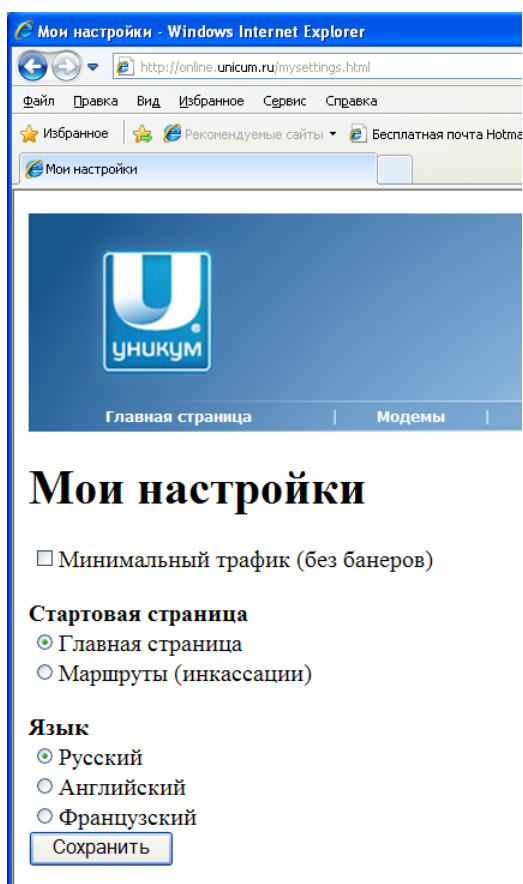 Мои настройки - Windows Internet Explorer
http://online.unicum.ru/mysettings.html
Файл Правка Вид Избранное Сервис Справка
Избранное Рекомендуемые сайты Бесплатная почта Hotma
Мои настройки
уникум
Главная страница | Модемы |
Мои настройки
Минимальный трафик (без банеров)
Стартовая страница
Главная страница
Маршруты (инкассации)
Язык
Русский
Английский
Французский
Сохранить